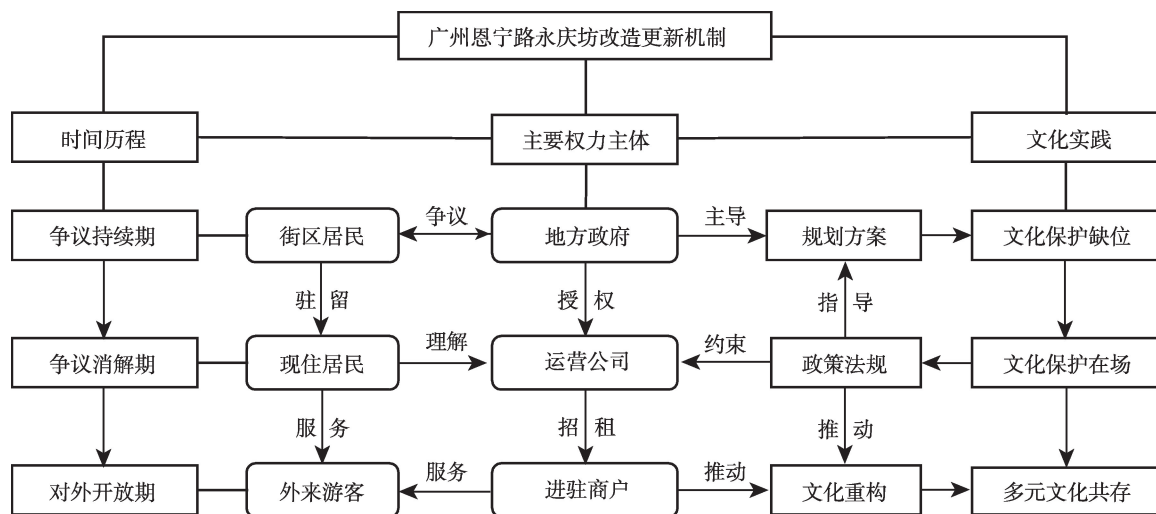 广州恩宁路永庆坊改造更新机制
时间历程
主要权力主体
文化实践
争议持续期
街区居民
争议
地方政府
主导
规划方案
文化保护缺位
驻 留
授 权
指 导
争议消解期
现住居民
理解
运营公司
约束
政策法规
文化保护在场
服 务
招 租
推 动
对外开放期
外来游客
服务
进驻商户
推动
文化重构
多元文化共存